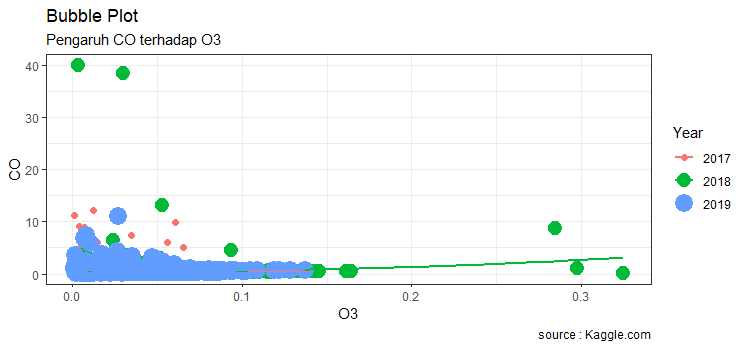 Bubble Plot
Pengaruh CO terhadap O3
40
30
20
10
0
CO
0.0
0.1
0.2
0.3
O3
Year
2017
2018
2019
source : Kaggle.com